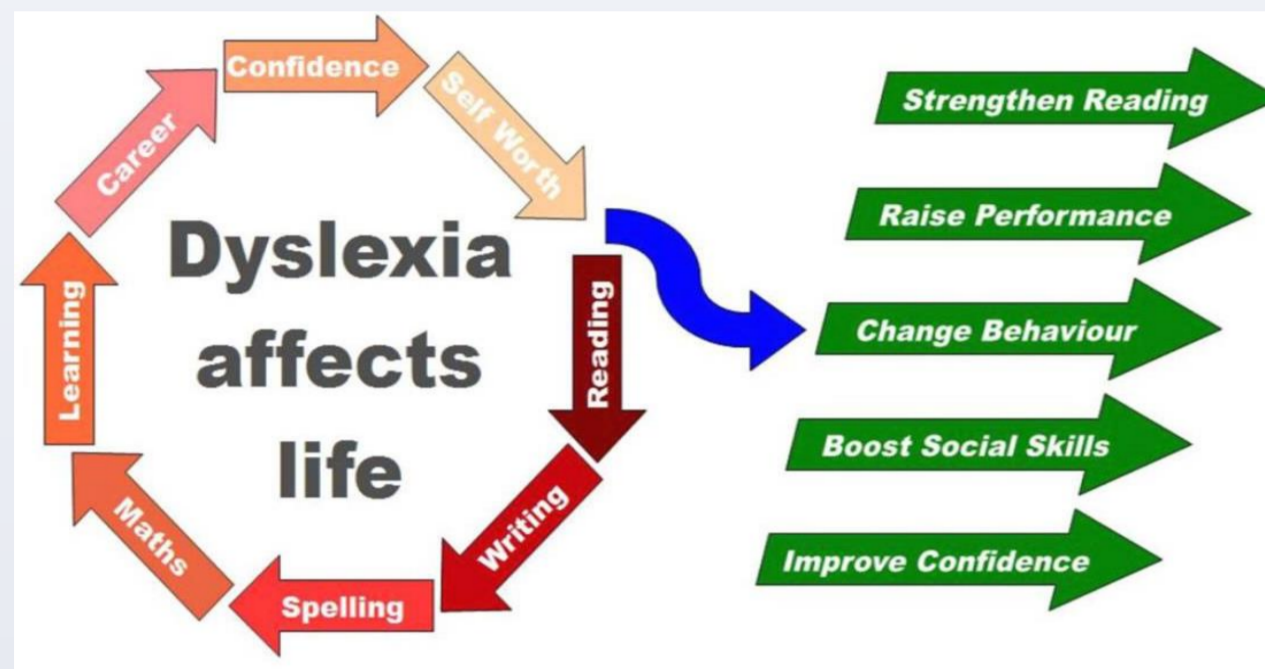 Dyslexia
affects
life
Confidence
Self Worth
Reading
Writing
Spelling
Maths
Learning
Career
Strengthen Reading
Raise Performance
Change Behaviour
Boost Social Skills
Improve Confidence